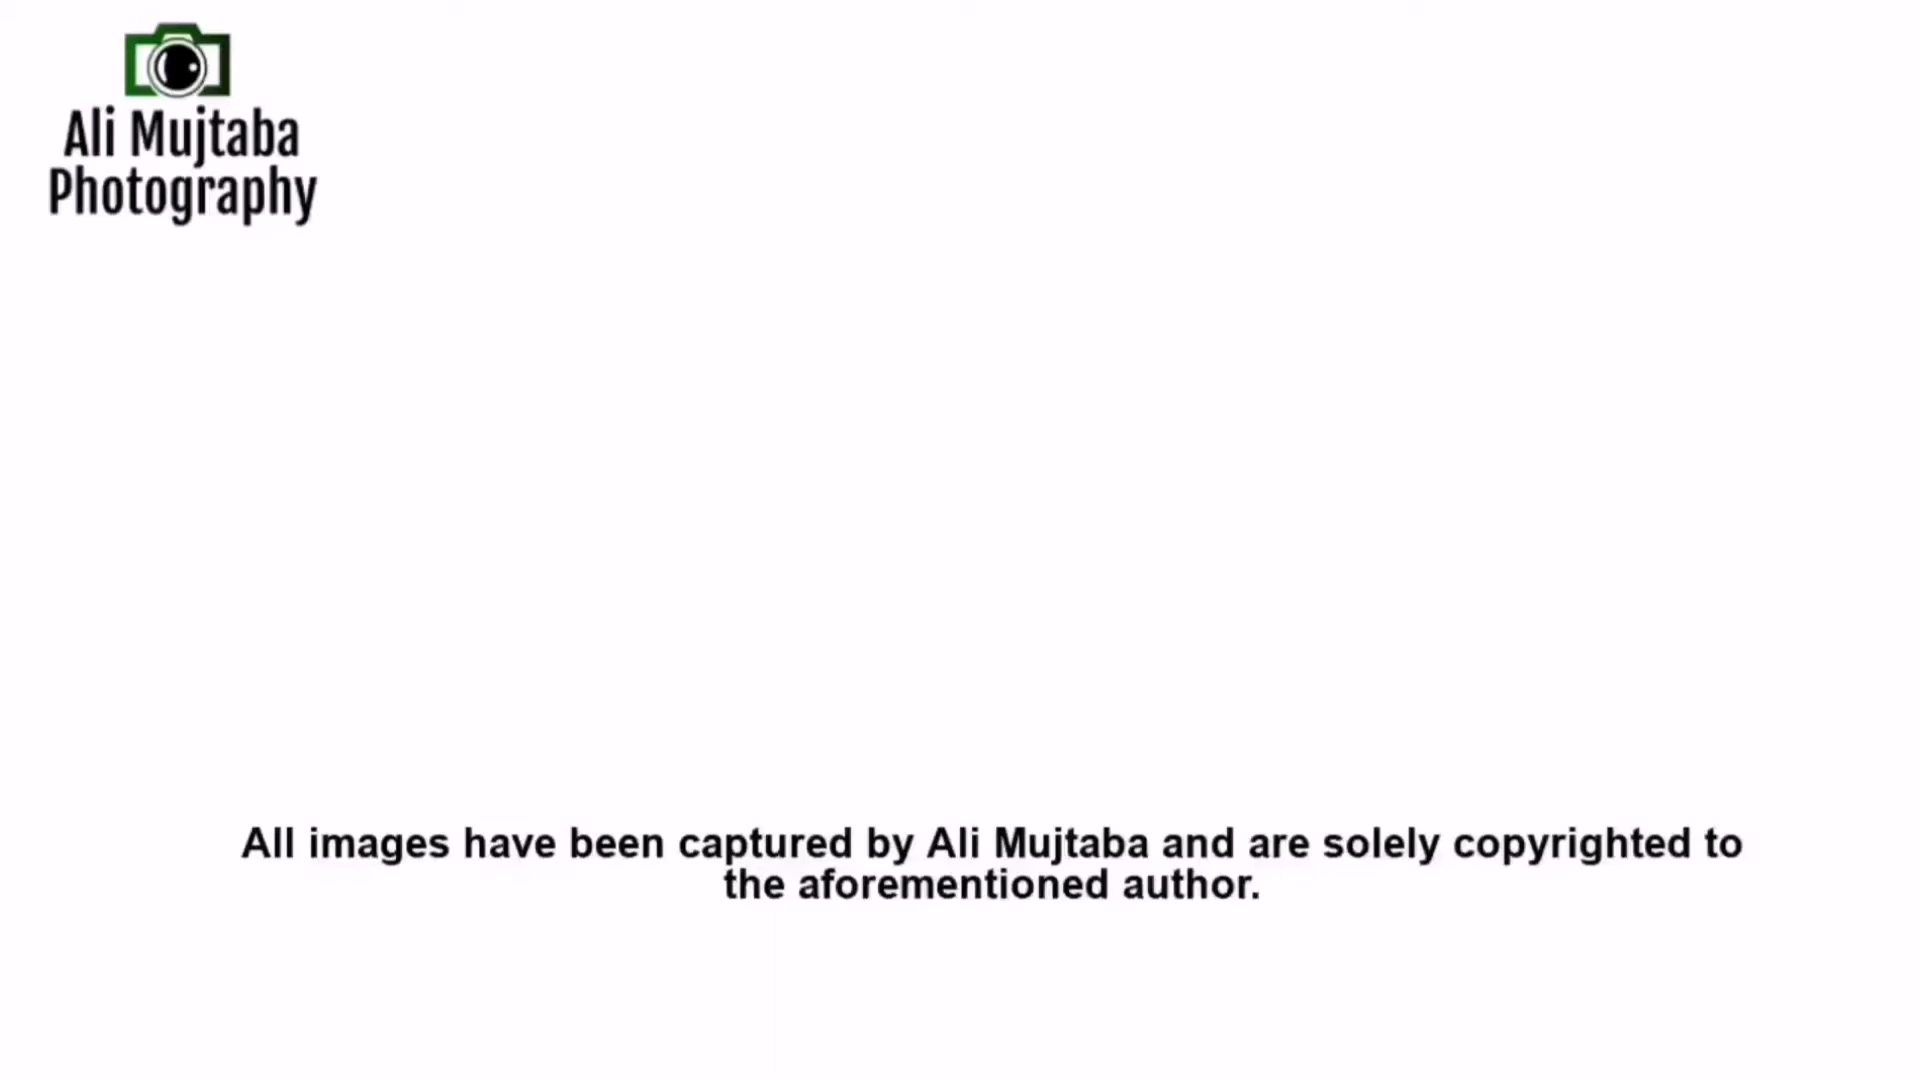 Ali Mujtaba
Photography
All images have been captured by Ali Mujtaba and are solely copyrighted to
the aforementioned author.